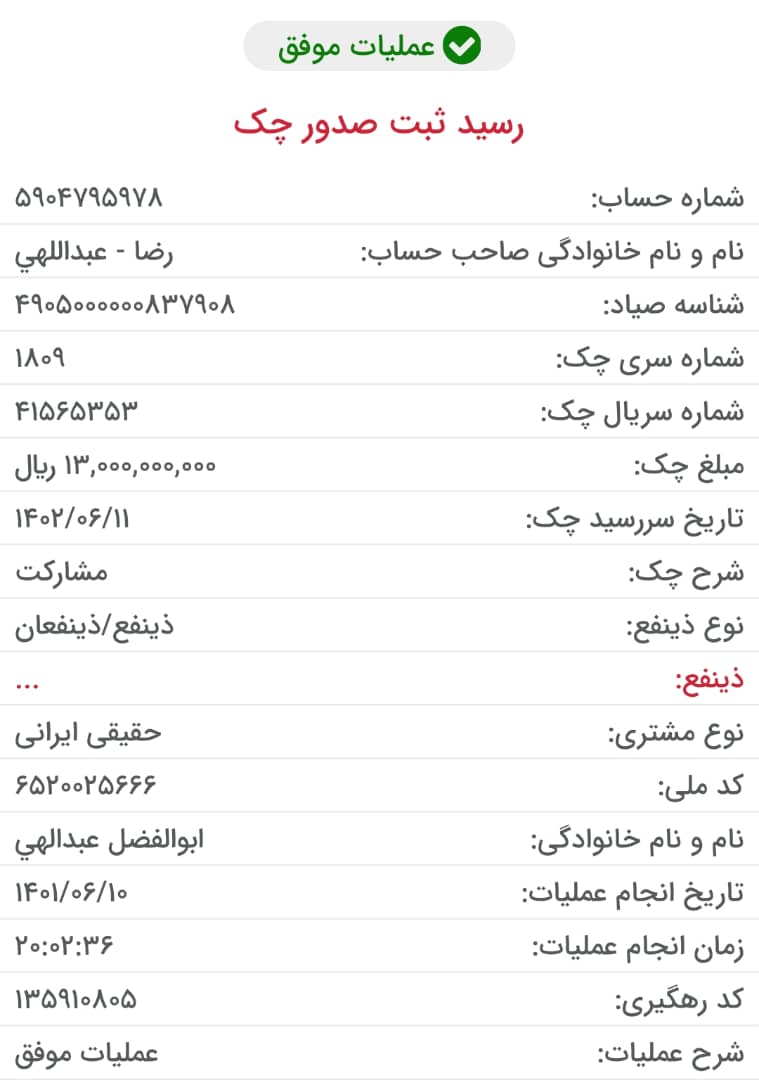 عملیات موفق
رسید ثبت صدور چک
شماره حساب: ۵۹۰۴۷۹۵۹۷۸
نام و نام خانوادگی صاحب حساب: رضا - عبداللهي
شناسه صیاد: ۴۹۰۵۰۰۰۰۰۰۸۳۷۹۰۸
شماره سری چک: ۱۸۰۹
شماره سریال چک: ۴۱۵۶۵۳۵۳
مبلغ چک: ۱۳,۰۰۰,۰۰۰,۰۰۰ ریال
تاریخ سررسید چک: ۱۴۰۲/۰۶/۱۱
شرح چک: مشارکت
نوع ذینفع: ذینفع/ذینفعان
ذینفع: ...
نوع مشتری: حقیقی ایرانی
کد ملی: ۶۵۲۰۰۲۵۶۶۶
نام و نام خانوادگی: ابوالفضل عبدالهي
تاریخ انجام عملیات: ۱۴۰۱/۰۶/۱۰
زمان انجام عملیات: ۲۰:۰۲:۳۶
کد رهگیری: ۱۳۵۹۱۰۸۰۵
شرح عملیات: عملیات موفق